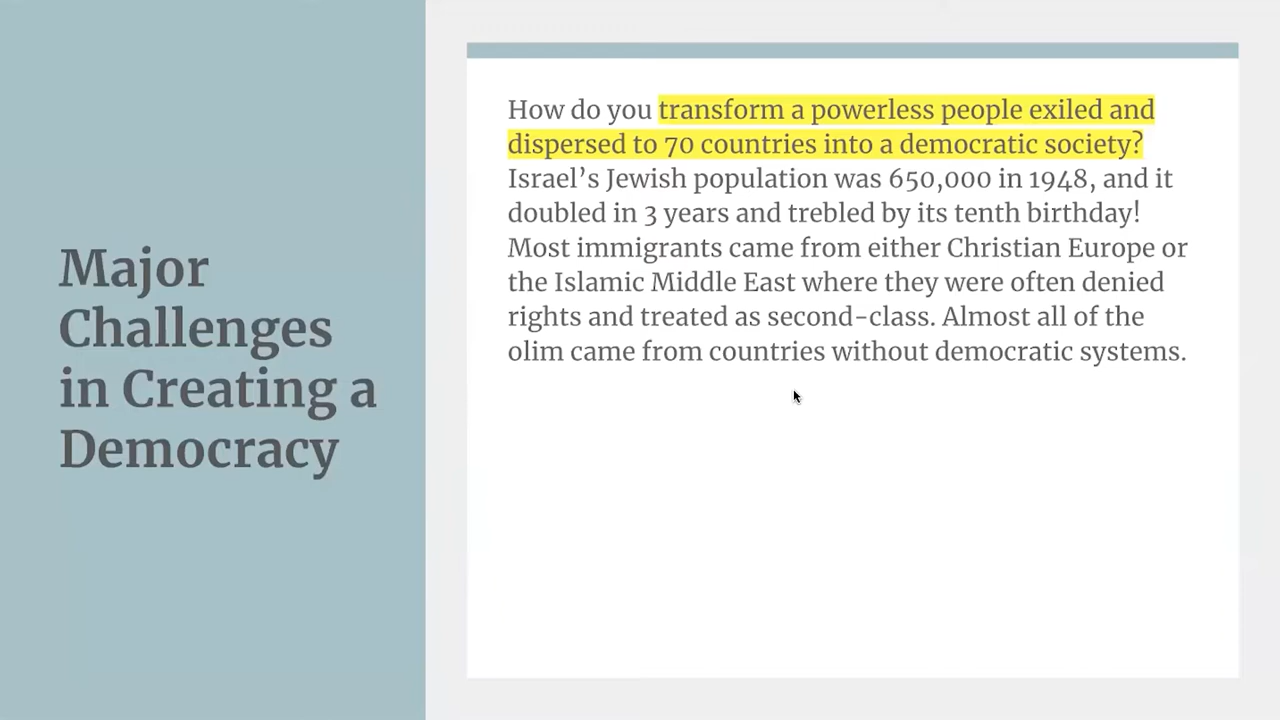 Major
Challenges
in Creating a
Democracy
How do you transform a powerless people exiled and
dispersed to 70 countries into a democratic society?
Israel’s Jewish population was 650,000 in 1948, and it
doubled in 3 years and trebled by its tenth birthday!
Most immigrants came from either Christian Europe or
the Islamic Middle East where they were often denied
rights and treated as second-class. Almost all of the
olim came from countries without democratic systems.